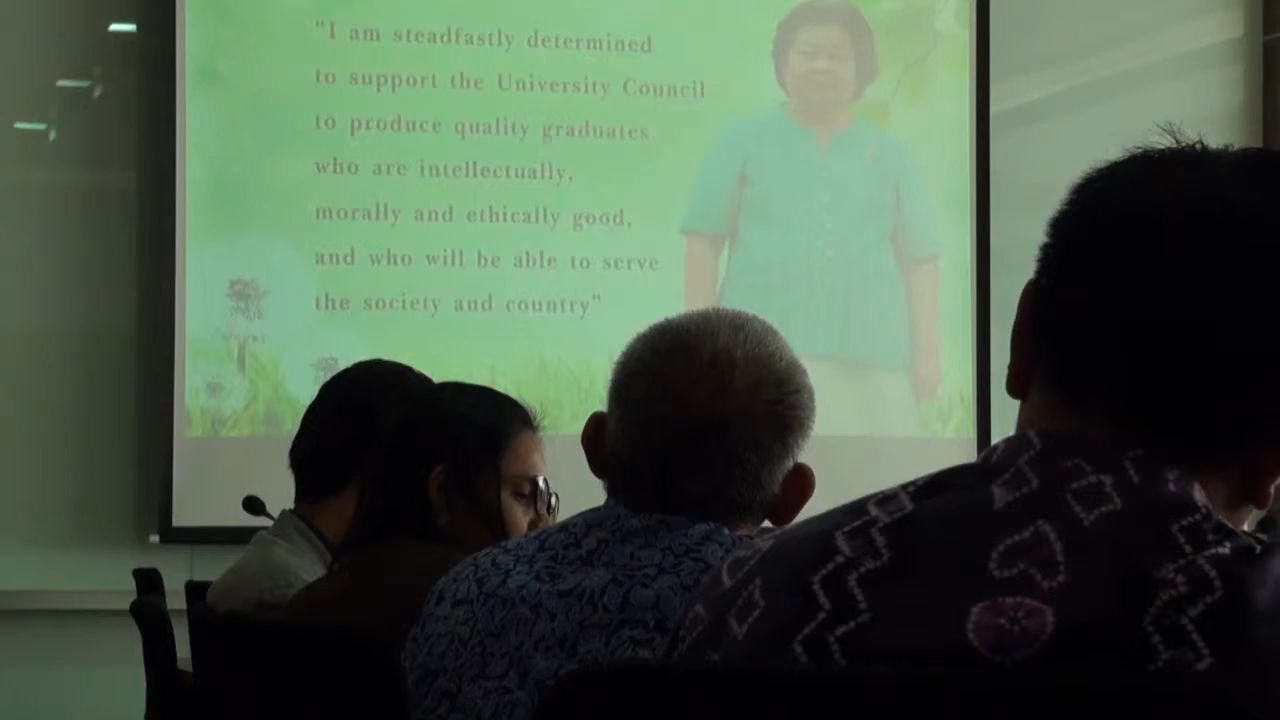 "I am steadfastly determined
to support the University Council
to produce quality graduates
who are intellectually,
morally and ethically good,
and who will be able to serve
the society and country"